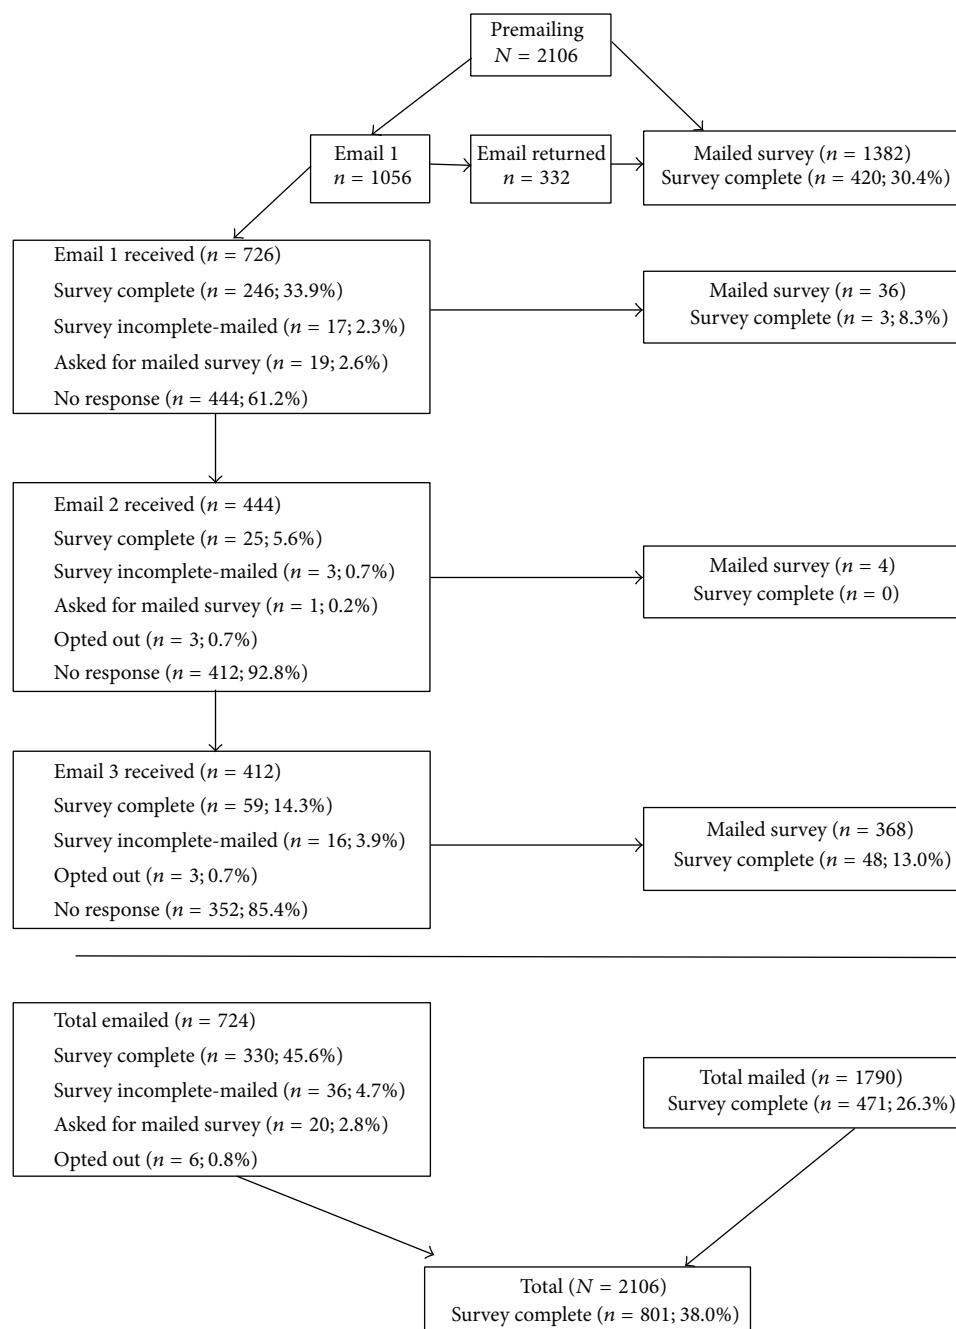 Premailing
N = 2106
Email 1
n = 1056
Email returned
n = 332
Mailed survey (n = 1382)
Survey complete (n = 420; 30.4%)
Email 1 received (n = 726)
Survey complete (n = 246; 33.9%)
Survey incomplete-mailed (n = 17; 2.3%)
Asked for mailed survey (n = 19; 2.6%)
No response (n = 444; 61.2%)
Mailed survey (n = 36)
Survey complete (n = 3; 8.3%)
Email 2 received (n = 444)
Survey complete (n = 25; 5.6%)
Survey incomplete-mailed (n = 3; 0.7%)
Asked for mailed survey (n = 1; 0.2%)
Opted out (n = 3; 0.7%)
No response (n = 412; 92.8%)
Mailed survey (n = 4)
Survey complete (n = 0)
Email 3 received (n = 412)
Survey complete (n = 59; 14.3%)
Survey incomplete-mailed (n = 16; 3.9%)
Opted out (n = 3; 0.7%)
No response (n = 352; 85.4%)
Mailed survey (n = 368)
Survey complete (n = 48; 13.0%)
Total emailed (n = 724)
Survey complete (n = 330; 45.6%)
Survey incomplete-mailed (n = 36; 4.7%)
Asked for mailed survey (n = 20; 2.8%)
Opted out (n = 6; 0.8%)
Total mailed (n = 1790)
Survey complete (n = 471; 26.3%)
Total (N = 2106)
Survey complete (n = 801; 38.0%)